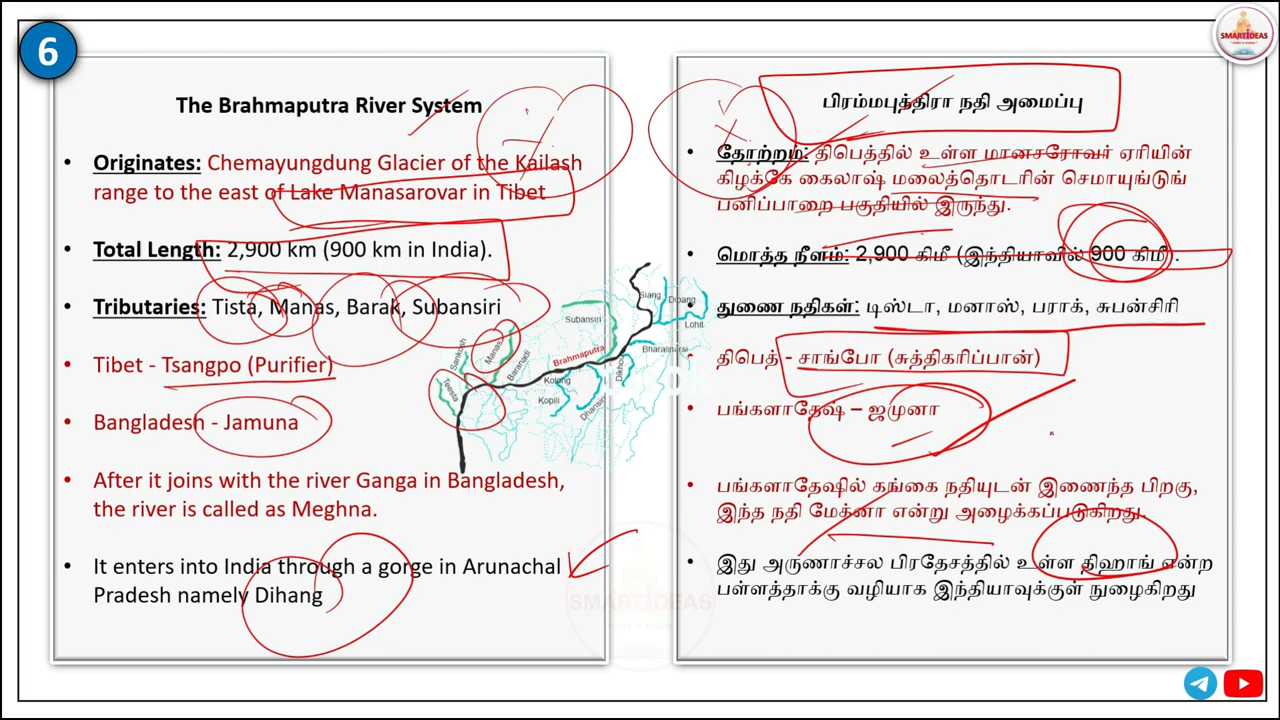 6
SMARTIDEAS
The Brahmaputra River System
• Originates: Chemayungdung Glacier of the Kailash
range to the east of Lake Manasarovar in Tibet
• Total Length: 2,900 km (900 km in India).
• Tributaries: Tista, Manas, Barak, Subansiri
• Tibet - Tsangpo (Purifier)
• Bangladesh - Jamuna
• After it joins with the river Ganga in Bangladesh,
the river is called as Meghna.
• It enters into India through a gorge in Arunachal
Pradesh namely Dihang
Siang
Dibang
Subansiri
Lohit
Sankosh
Manas
Baranadi
Brahmaputra
Bharalinarsi
Teesta
Kolong
Dikhou
Kopili
Dhansiri
பிரம்மபுத்திரா நதி அமைப்பு
• தோற்றம்: திபெத்தில் உள்ள மானசரோவர் ஏரியின்
கிழக்கே கைலாஷ் மலைத்தொடரின் செமாயுங்டுங்
பனிப்பாறை பகுதியில் இருந்து.
• மொத்த நீளம்: 2,900 கிமீ (இந்தியாவில் 900 கிமீ).
• துணை நதிகள்: டிஸ்டா, மனாஸ், பராக், சுபன்சிரி
• திபெத் - சாங்போ (சுத்திகரிப்பான்)
• பங்களாதேஷ் – ஜமுனா
• பங்களாதேஷில் கங்கை நதியுடன் இணைந்த பிறகு,
இந்த நதி மேக்னா என்று அழைக்கப்படுகிறது.
• இது அருணாச்சல பிரதேசத்தில் உள்ள திஹாங் என்ற
பள்ளத்தாக்கு வழியாக இந்தியாவுக்குள் நுழைகிறது
SMARTIDEAS